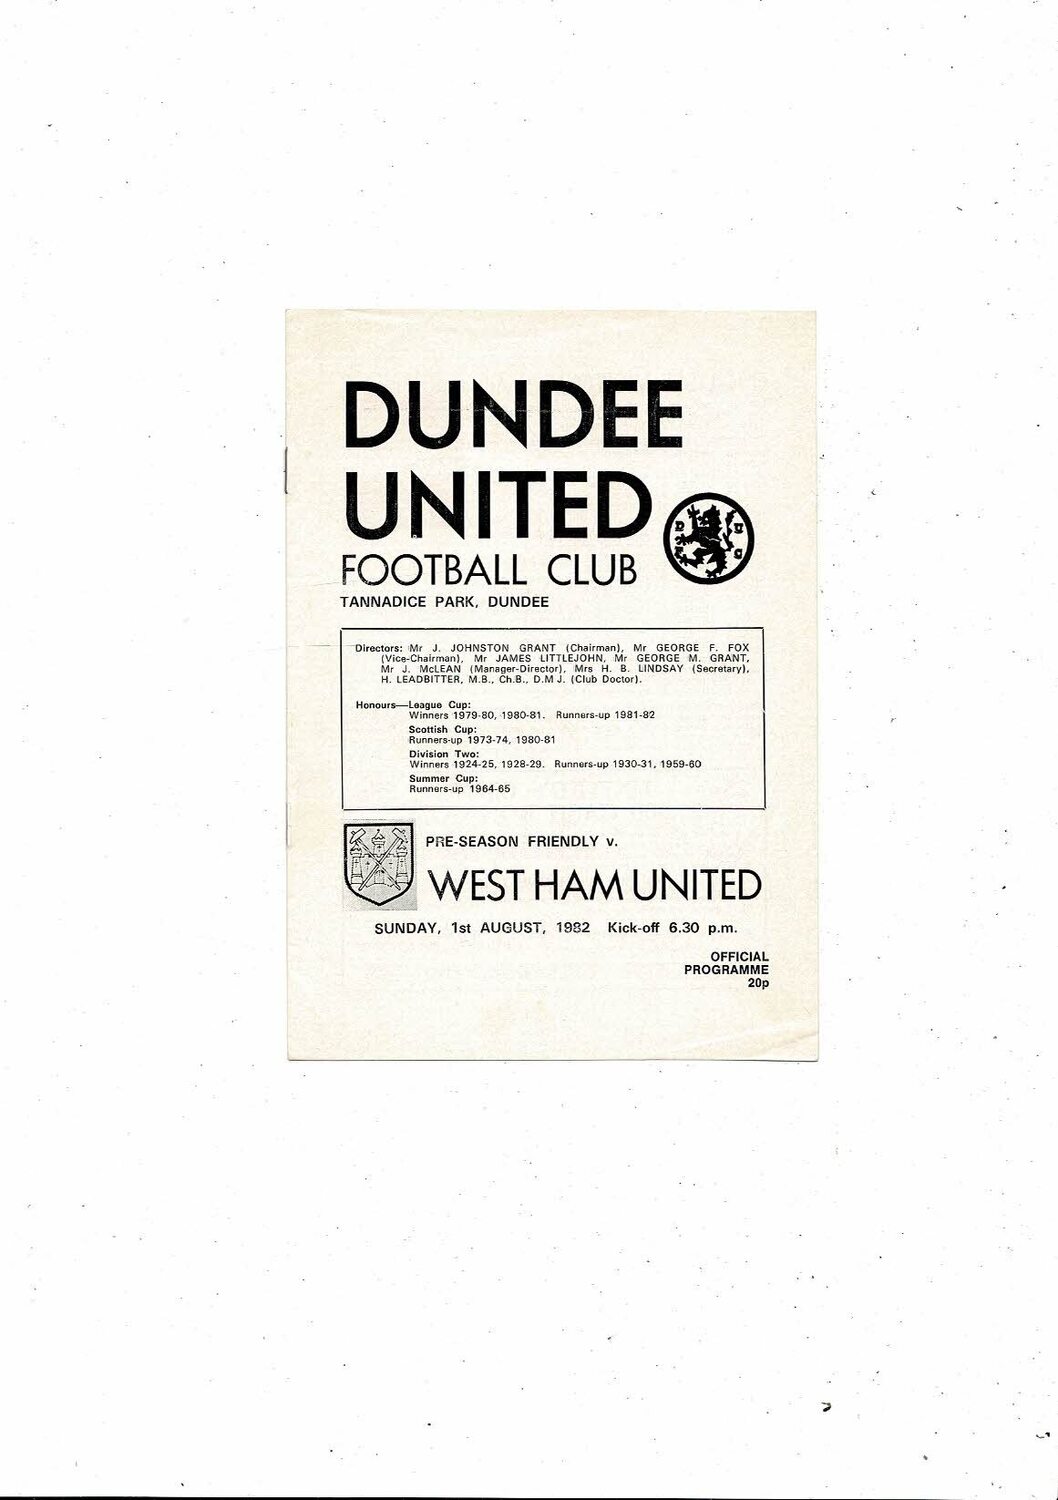 DUNDEE
UNITED
FOOTBALL CLUB
D U
F C
TANNADICE PARK, DUNDEE
Directors: Mr J. JOHNSTON GRANT (Chairman), Mr GEORGE F. FOX
(Vice-Chairman), Mr JAMES LITTLEJOHN, Mr GEORGE M. GRANT,
Mr J. McLEAN (Manager-Director), Mrs H. B. LINDSAY (Secretary),
H. LEADBITTER, M.B., Ch.B., D.M J. (Club Doctor).
Honours—League Cup:
Winners 1979-80, 1980-81. Runners-up 1981-82
Scottish Cup:
Runners-up 1973-74, 1980-81
Division Two:
Winners 1924-25, 1928-29. Runners-up 1930-31, 1959-60
Summer Cup:
Runners-up 1964-65
PRE-SEASON FRIENDLY v.
WEST HAM UNITED
SUNDAY, 1st AUGUST, 1982 Kick-off 6.30 p.m.
OFFICIAL
PROGRAMME
20p